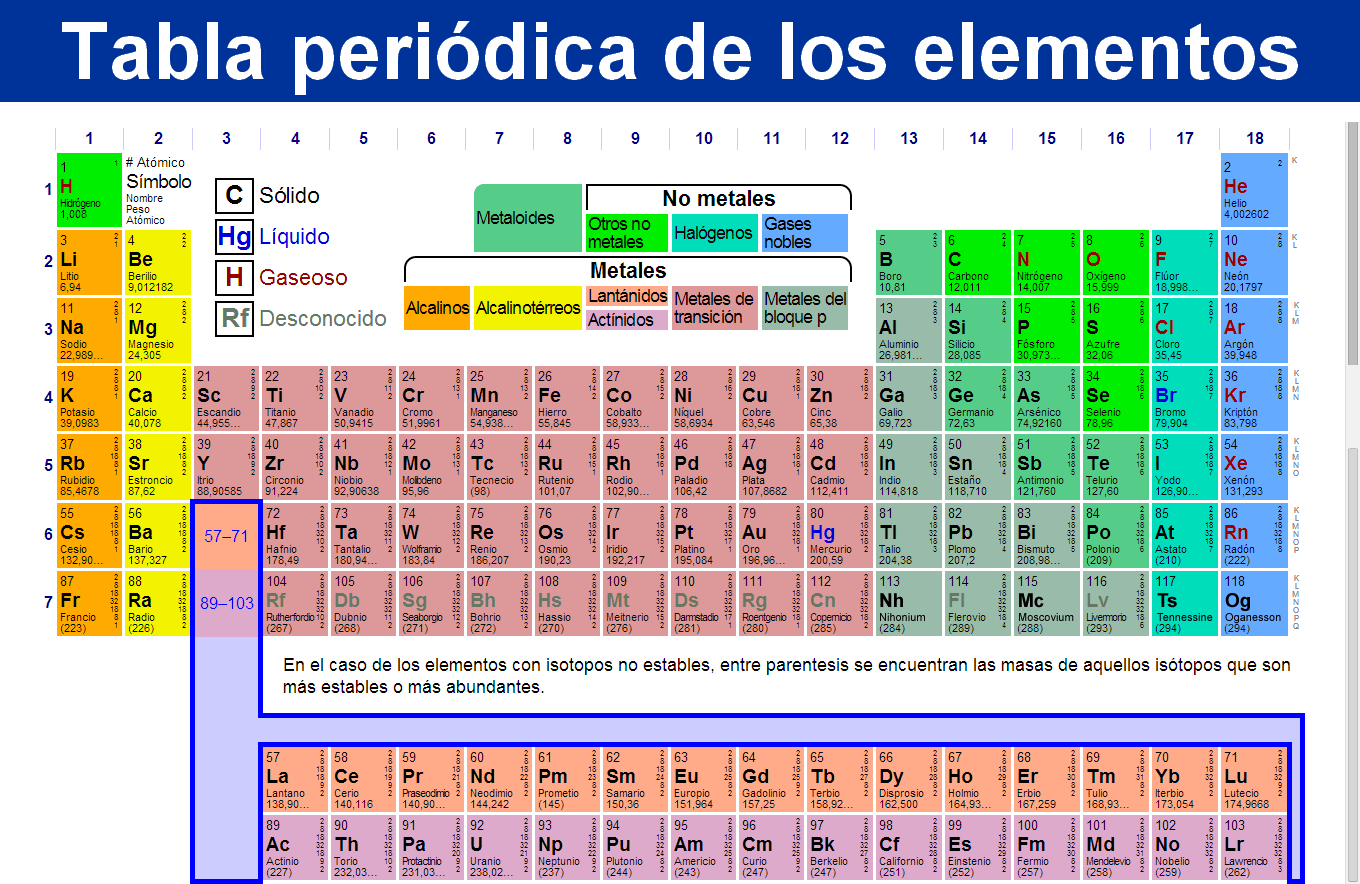 Tabla periódica de los elementos
1 2 3 4 5 6 7 8 9 10 11 12 13 14 15 16 17 18
# Atómico
Símbolo
Nombre
Peso
Atómico
C Sólido
Hg Líquido
H Gaseoso
Rf Desconocido
Metaloides
No metales
Otros no metales
Halógenos
Gases nobles
Metales
Alcalinos
Alcalinotérreos
Lantánidos
Actínidos
Metales de transición
Metales del bloque p
1
1 H Hidrógeno 1,008
2 He Helio 4,002602
K
2
3 Li Litio 6,94
4 Be Berilio 9,012182
5 B Boro 10,81
6 C Carbono 12,011
7 N Nitrógeno 14,007
8 O Oxígeno 15,999
9 F Flúor 18,998...
10 Ne Neón 20,1797
K L
3
11 Na Sodio 22,989...
12 Mg Magnesio 24,305
13 Al Aluminio 26,981...
14 Si Silicio 28,085
15 P Fósforo 30,973...
16 S Azufre 32,06
17 Cl Cloro 35,45
18 Ar Argón 39,948
K L M
4
19 K Potasio 39,0983
20 Ca Calcio 40,078
21 Sc Escandio 44,955...
22 Ti Titanio 47,867
23 V Vanadio 50,9415
24 Cr Cromo 51,9961
25 Mn Manganeso 54,938...
26 Fe Hierro 55,845
27 Co Cobalto 58,933...
28 Ni Níquel 58,6934
29 Cu Cobre 63,546
30 Zn Cinc 65,38
31 Ga Galio 69,723
32 Ge Germanio 72,63
33 As Arsénico 74,92160
34 Se Selenio 78,96
35 Br Bromo 79,904
36 Kr Kriptón 83,798
K L M N
5
37 Rb Rubidio 85,4678
38 Sr Estroncio 87,62
39 Y Itrio 88,90585
40 Zr Circonio 91,224
41 Nb Niobio 92,90638
42 Mo Molibdeno 95,96
43 Tc Tecnecio (98)
44 Ru Rutenio 101,07
45 Rh Rodio 102,90...
46 Pd Paladio 106,42
47 Ag Plata 107,8682
48 Cd Cadmio 112,411
49 In Indio 114,818
50 Sn Estaño 118,710
51 Sb Antimonio 121,760
52 Te Telurio 127,60
53 I Yodo 126,90...
54 Xe Xenón 131,293
K L M N O
6
55 Cs Cesio 132,90...
56 Ba Bario 137,327
57–71
72 Hf Hafnio 178,49
73 Ta Tantalio 180,94...
74 W Wolframio 183,84
75 Re Renio 186,207
76 Os Osmio 190,23
77 Ir Iridio 192,217
78 Pt Platino 195,084
79 Au Oro 196,96...
80 Hg Mercurio 200,59
81 Tl Talio 204,38
82 Pb Plomo 207,2
83 Bi Bismuto 208,98...
84 Po Polonio (209)
85 At Astato (210)
86 Rn Radón (222)
K L M N O P
7
87 Fr Francio (223)
88 Ra Radio (226)
89–103
104 Rf Rutherfordio (267)
105 Db Dubnio (268)
106 Sg Seaborgio (271)
107 Bh Bohrio (272)
108 Hs Hassio (270)
109 Mt Meitnerio (276)
110 Ds Darmstadio (281)
111 Rg Roentgenio (280)
112 Cn Copernicio (285)
113 Nh Nihonium (284)
114 Fl Flerovio (289)
115 Mc Moscovium (288)
116 Lv Livermorio (293)
117 Ts Tennessine (294)
118 Og Oganesson (294)
K L M N O P Q
En el caso de los elementos con isotopos no estables, entre parentesis se encuentran las masas de aquellos isótopos que son
más estables o más abundantes.
57 La Lantano 138,90...
58 Ce Cerio 140,116
59 Pr Praseodimio 140,90...
60 Nd Neodimio 144,242
61 Pm Prometio (145)
62 Sm Samario 150,36
63 Eu Europio 151,964
64 Gd Gadolinio 157,25
65 Tb Terbio 158,92...
66 Dy Disprosio 162,500
67 Ho Holmio 164,93...
68 Er Erbio 167,259
69 Tm Tulio 168,93...
70 Yb Iterbio 173,054
71 Lu Lutecio 174,9668
89 Ac Actinio (227)
90 Th Torio 232,03...
91 Pa Protactinio 231,03...
92 U Uranio 238,02...
93 Np Neptunio (237)
94 Pu Plutonio (244)
95 Am Americio (243)
96 Cm Curio (247)
97 Bk Berkelio (247)
98 Cf Californio (251)
99 Es Einstenio (252)
100 Fm Fermio (257)
101 Md Mendelevio (258)
102 No Nobelio (259)
103 Lr Lawrencio (262)